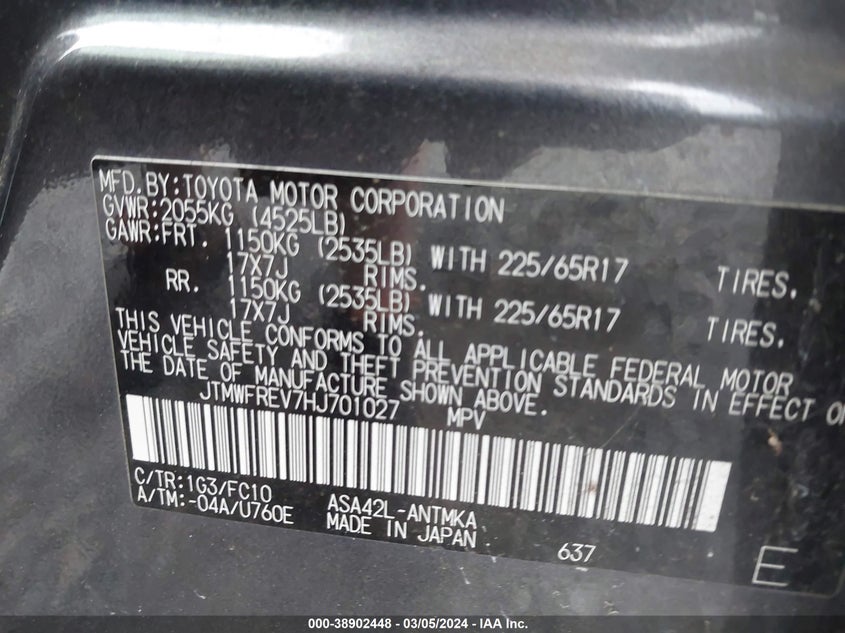 MFD.BY:TOYOTA MOTOR CORPORATION
GVWR:2055KG (4525LB)
GAWR:FRT. 1150KG (2535LB) WITH 225/65R17 TIRES,
17X7J RIMS.
RR. 1150KG (2535LB) WITH 225/65R17 TIRES,
17X7J RIMS.
THIS VEHICLE CONFORMS TO ALL APPLICABLE FEDERAL MOTOR
VEHICLE SAFETY AND THEFT PREVENTION STANDARDS IN EFFECT
THE DATE OF MANUFACTURE SHOWN ABOVE.
JTMWFREV7HJ701027 MPV
C/TR:1G3/FC10 ASA42L-ANTMKA
A/TM:-04A/U760E MADE IN JAPAN 637 E
000-38902448 - 03/05/2024 - IAA Inc.